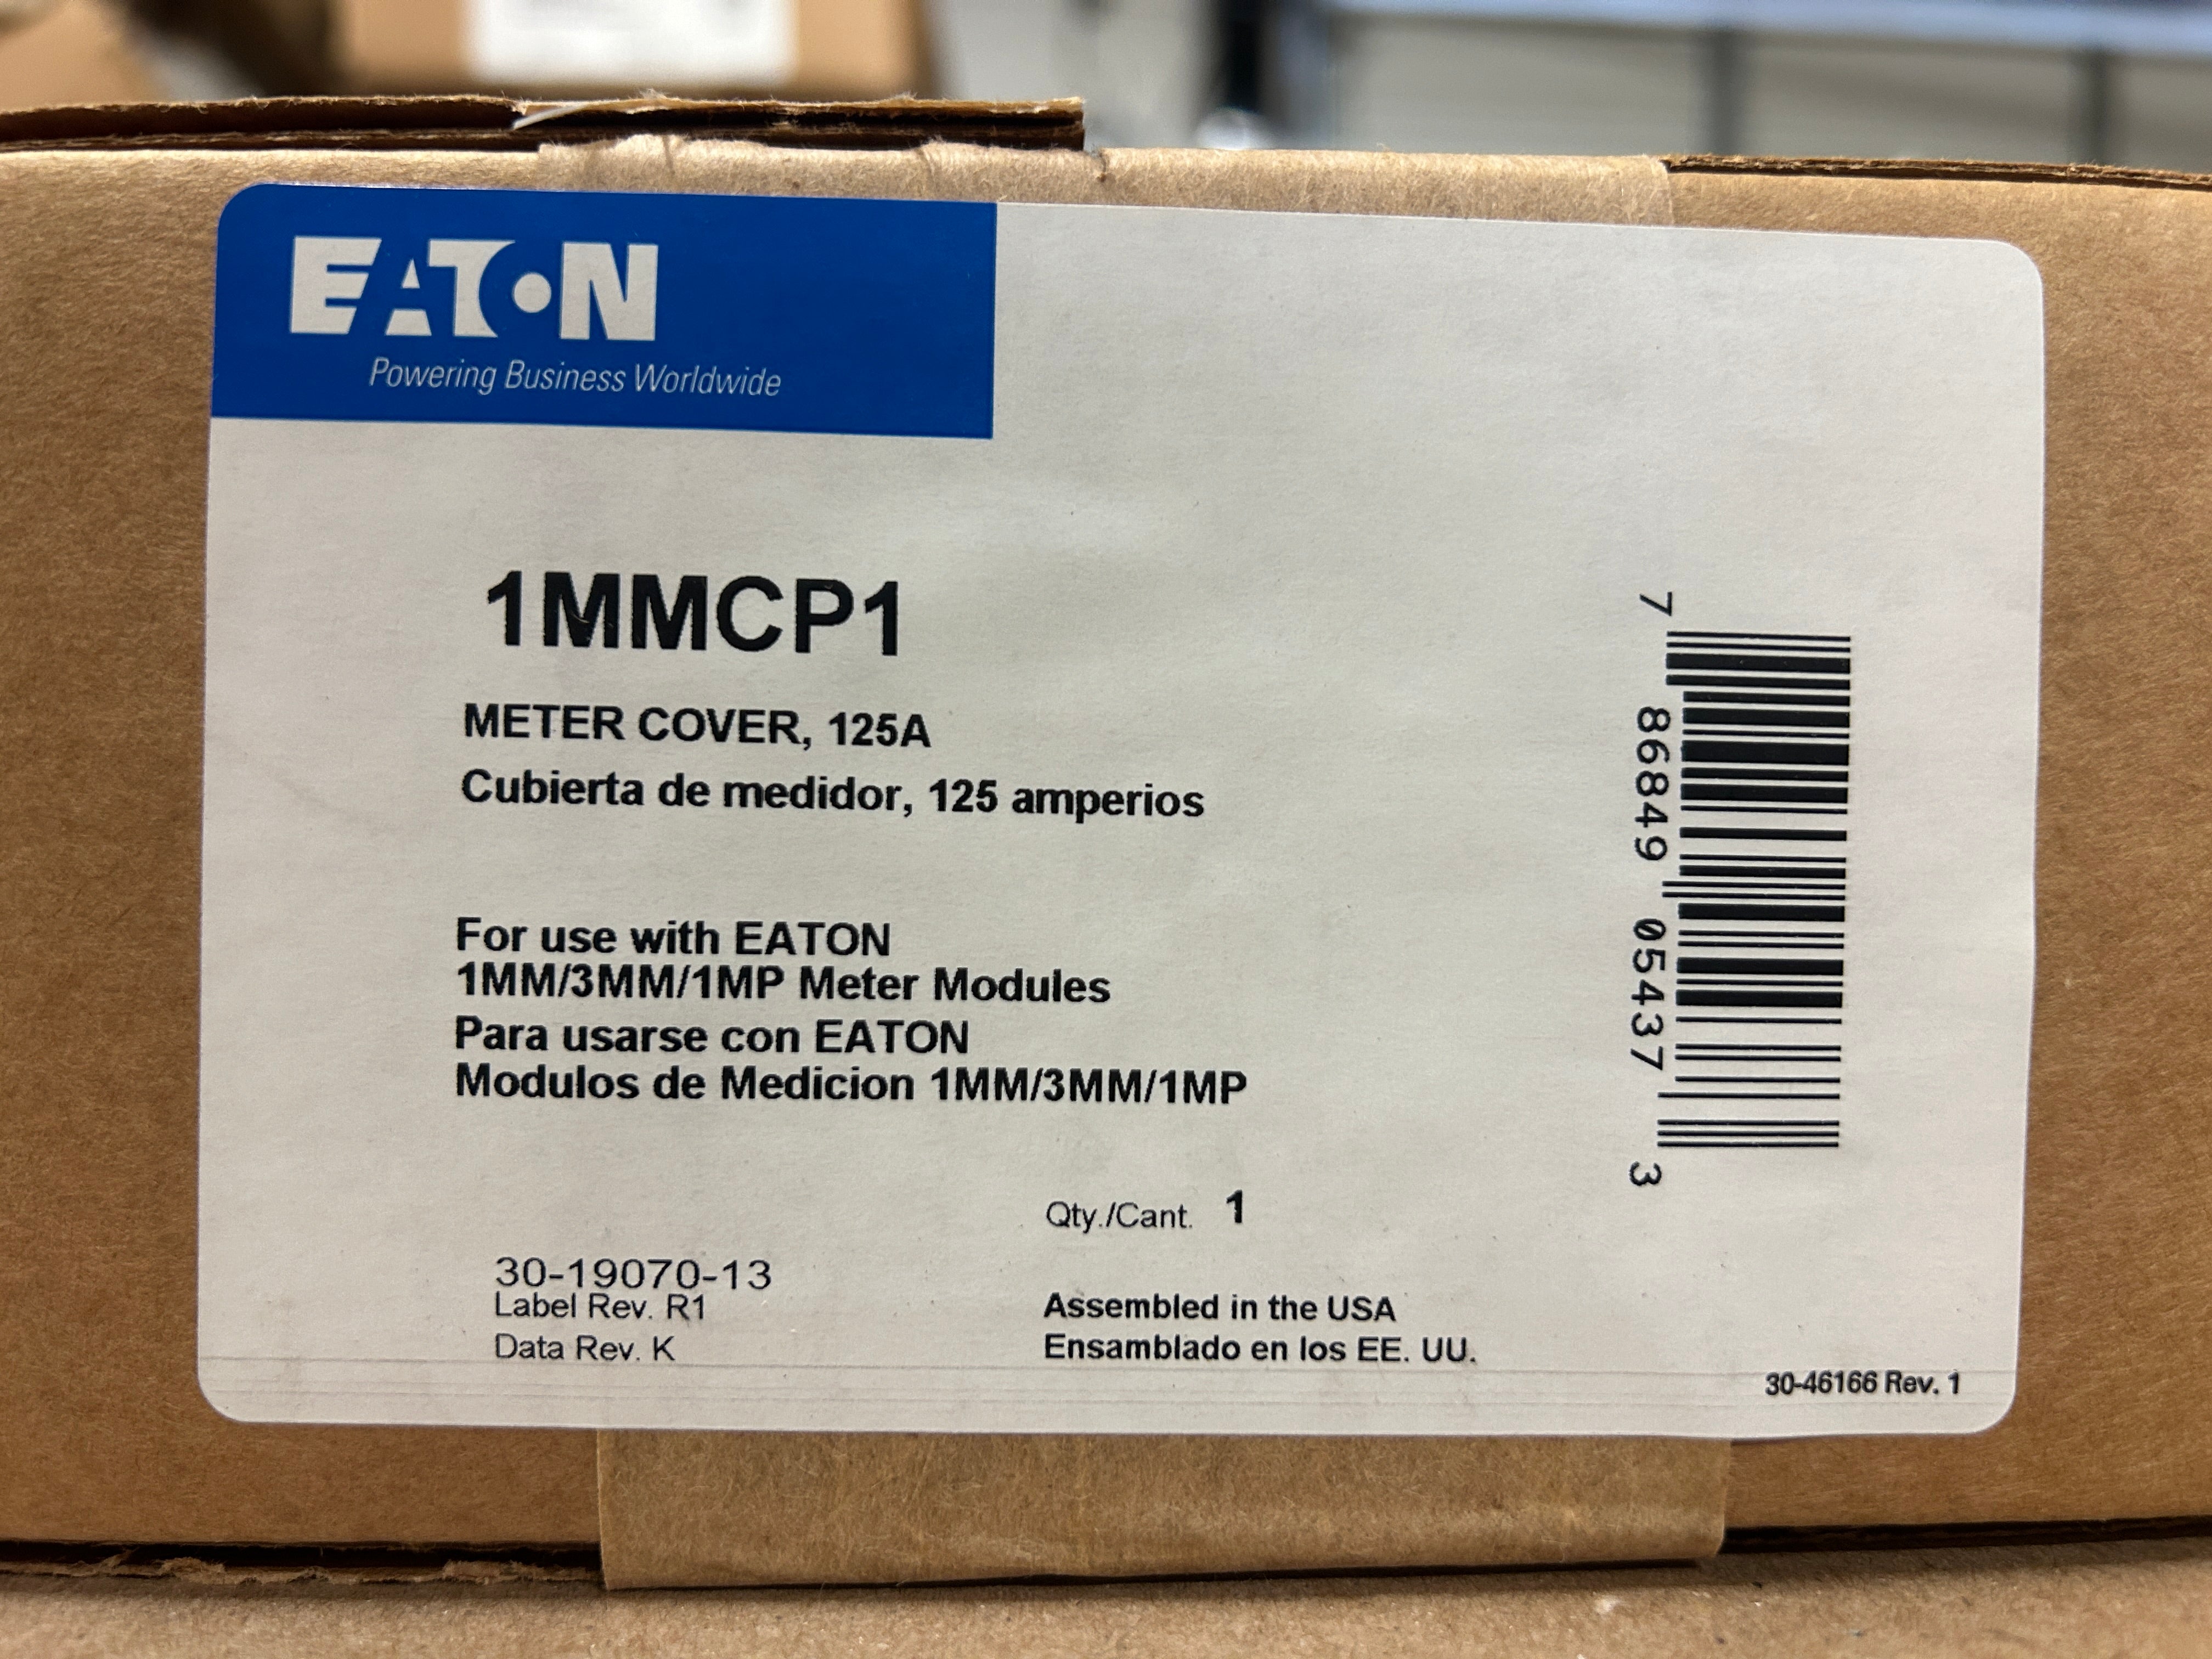 EATON
Powering Business Worldwide
1MMCP1
METER COVER, 125A
Cubierta de medidor, 125 amperios
For use with EATON
1MM/3MM/1MP Meter Modules
Para usarse con EATON
Modulos de Medicion 1MM/3MM/1MP
Qty./Cant. 1
30-19070-13
Label Rev. R1
Data Rev. K
Assembled in the USA
Ensamblado en los EE. UU.
30-46166 Rev. 1
7 86849 05437 3